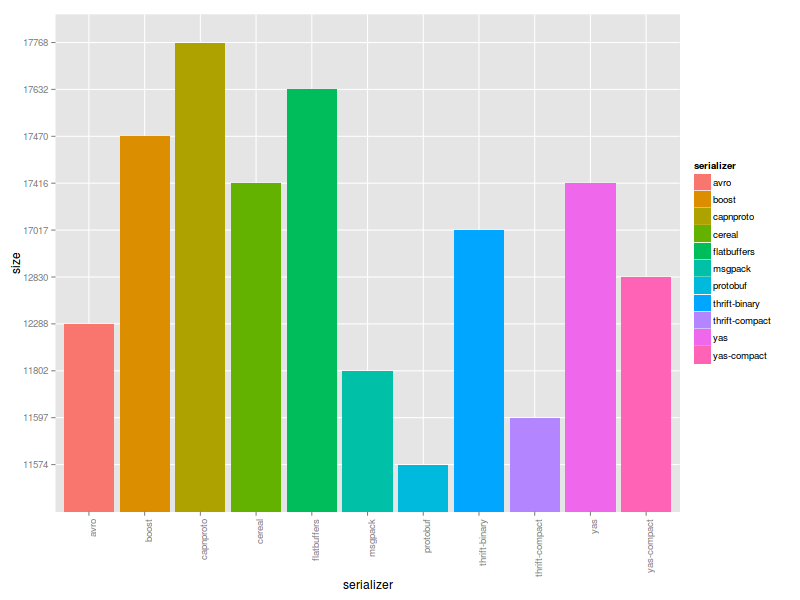 17768
17632
17470
17416
17017
12830
12288
11802
11597
11574
size
avro
boost
capnproto
cereal
flatbuffers
msgpack
protobuf
thrift-binary
thrift-compact
yas
yas-compact
serializer
serializer
avro
boost
capnproto
cereal
flatbuffers
msgpack
protobuf
thrift-binary
thrift-compact
yas
yas-compact